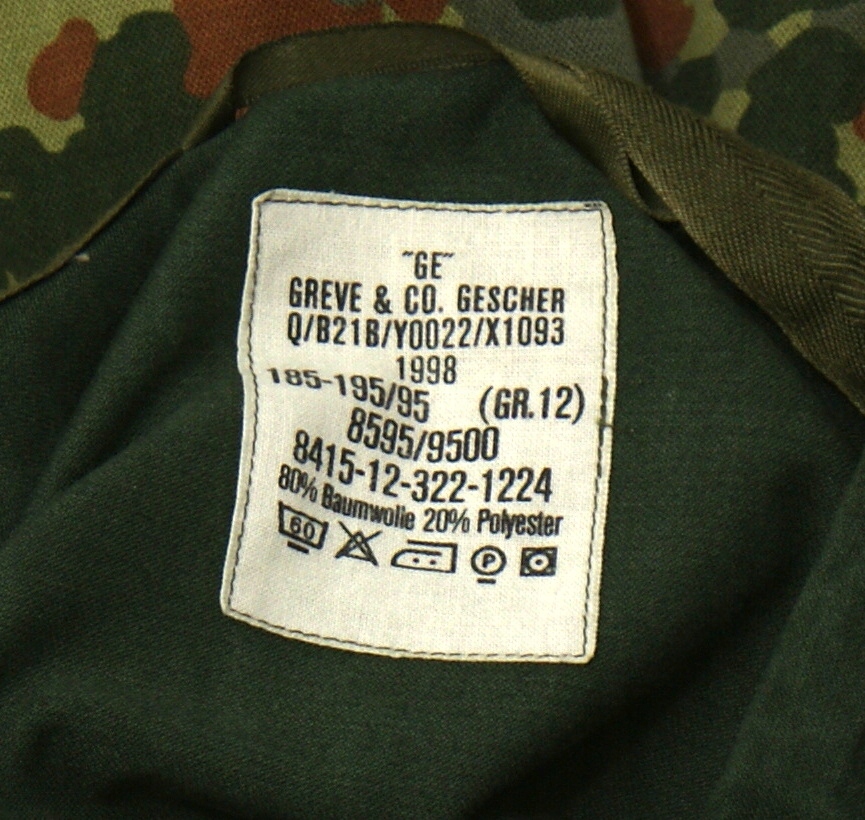 "GE"
GREVE & CO. GESCHER
Q/B21B/Y0022/X1093
1998
185-195/95 (GR.12)
8595/9500
8415-12-322-1224
80% Baumwolle 20% Polyester
60 P